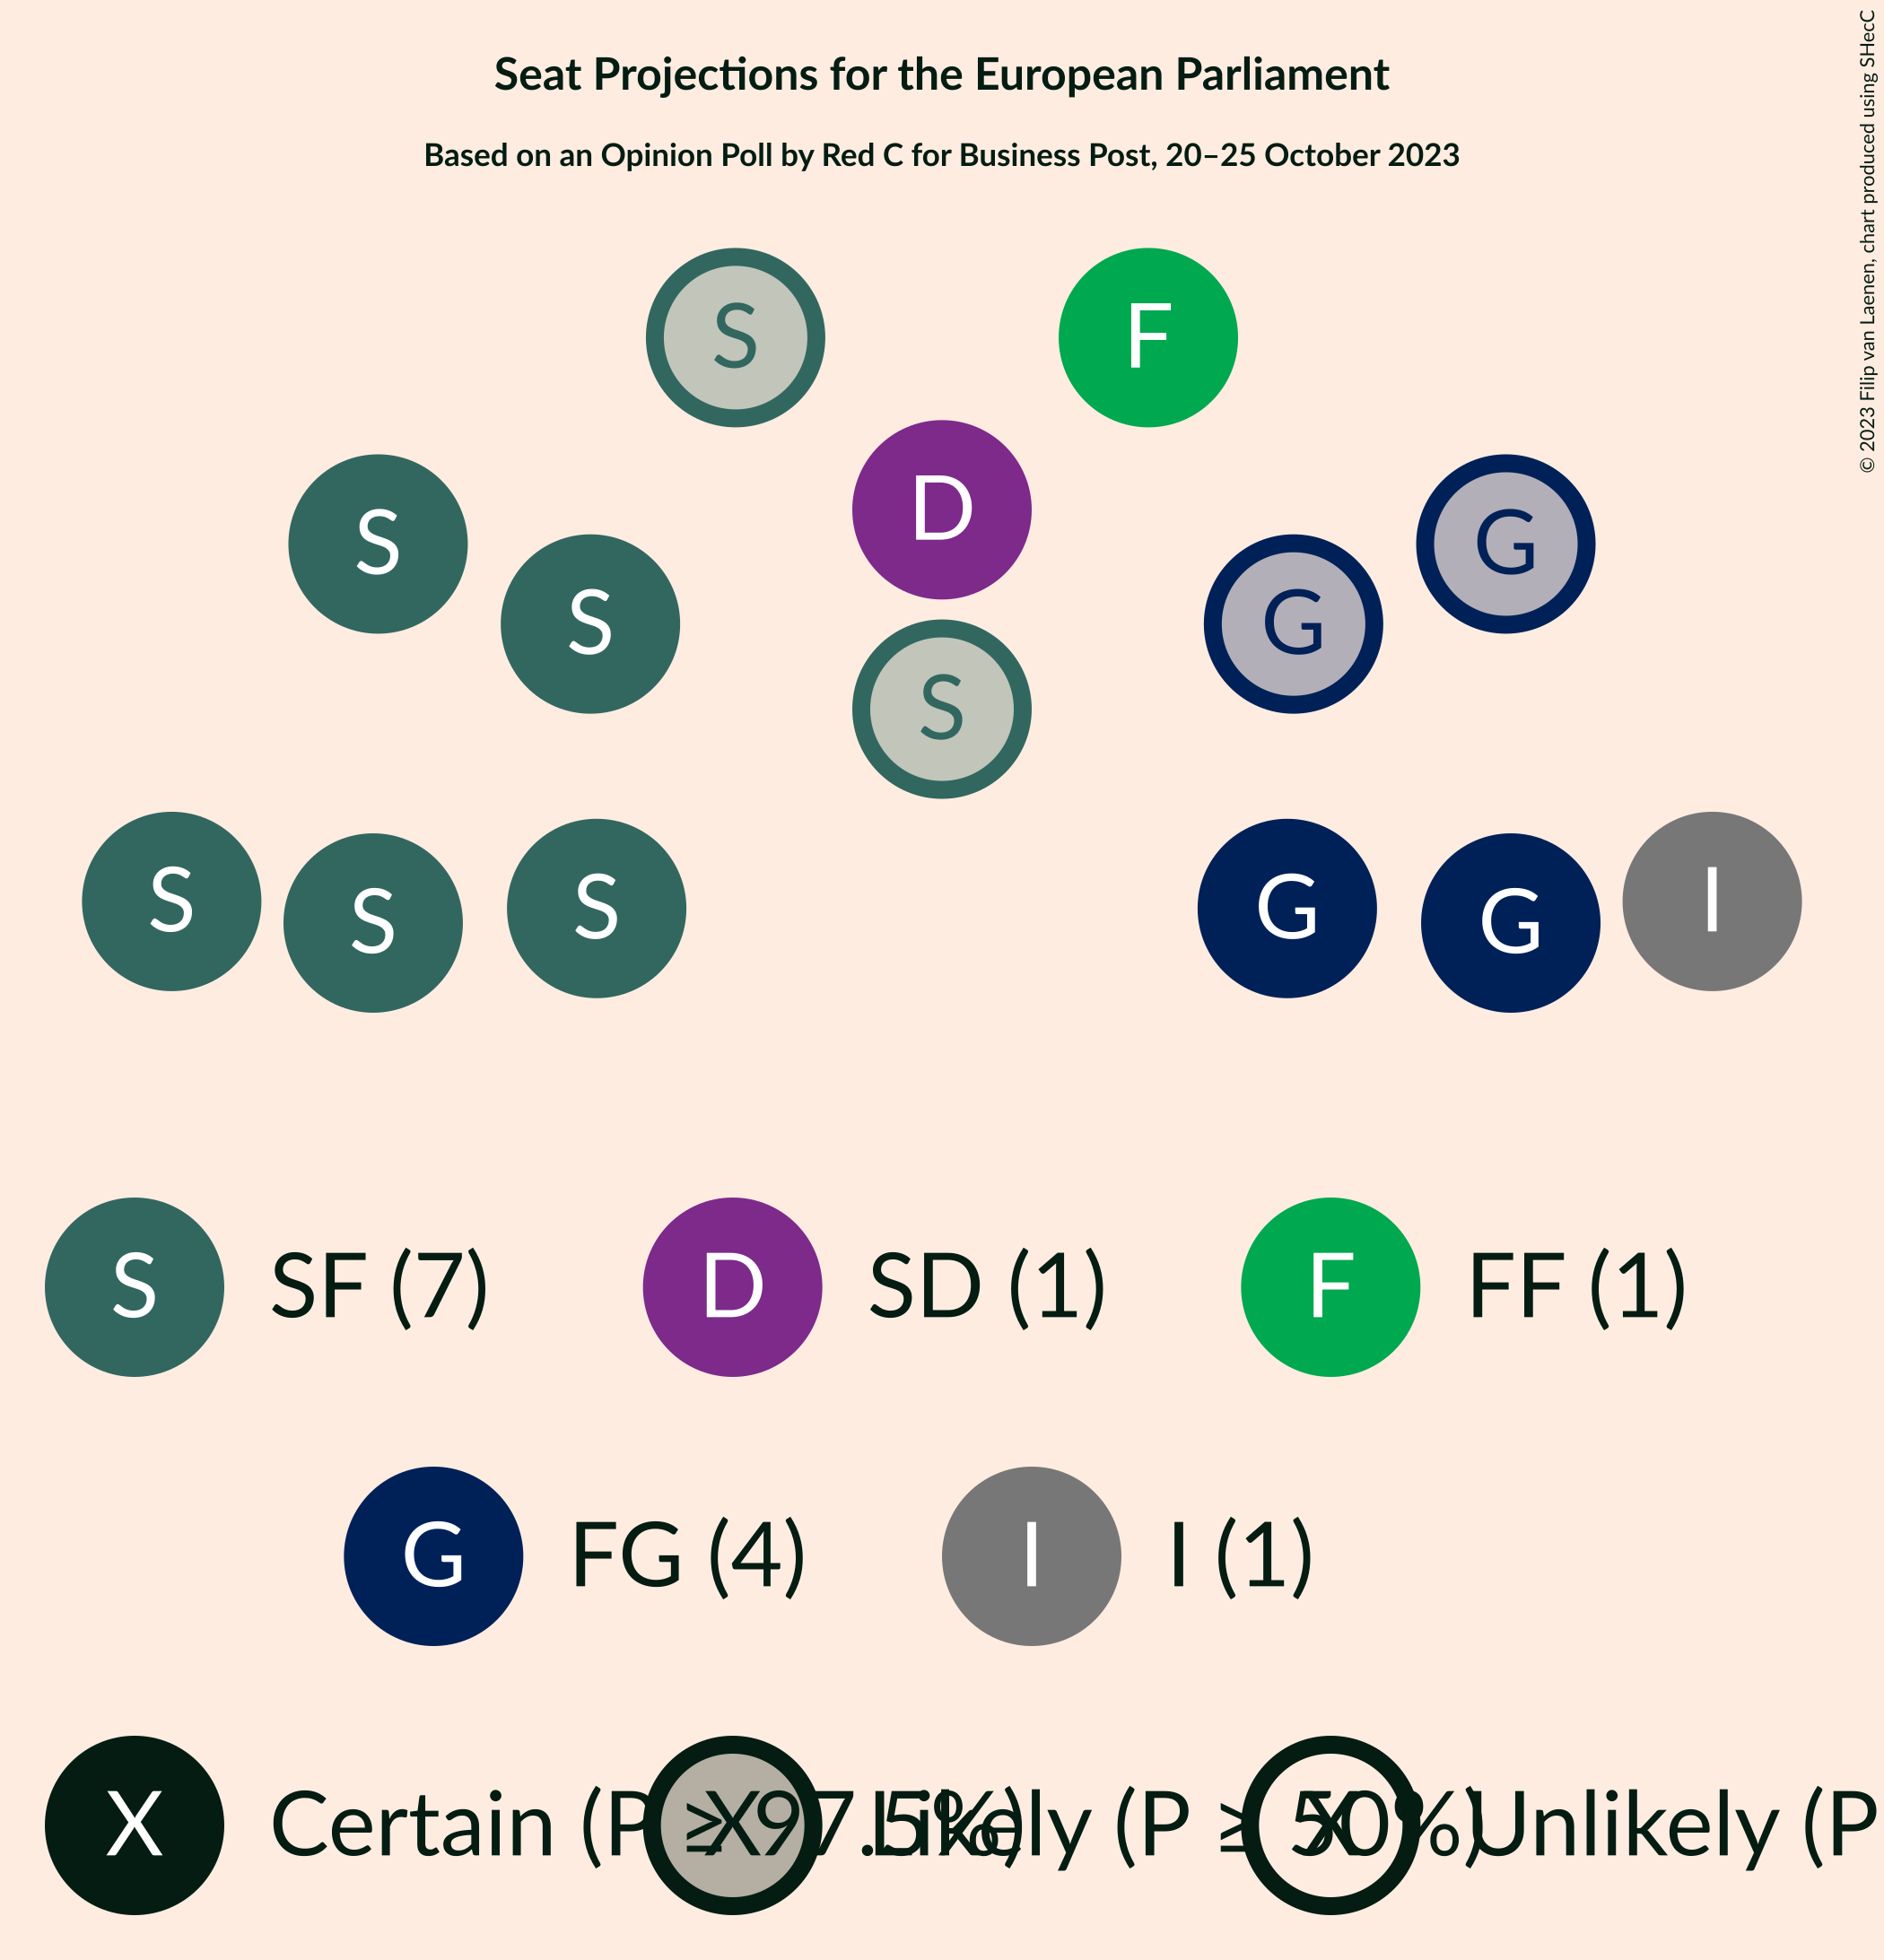 Seat Projections for the European Parliament
Based on an Opinion Poll by Red C for Business Post, 20–25 October 2023
© 2023 Filip van Laenen, chart produced using SHecC
S F
D
S G
S G
S
S S S G G I
S SF (7) D SD (1) F FF (1)
G FG (4) I I (1)
X Certain (P ≥ 97.5%) X Likely (P ≥ 50%) X Unlikely (P